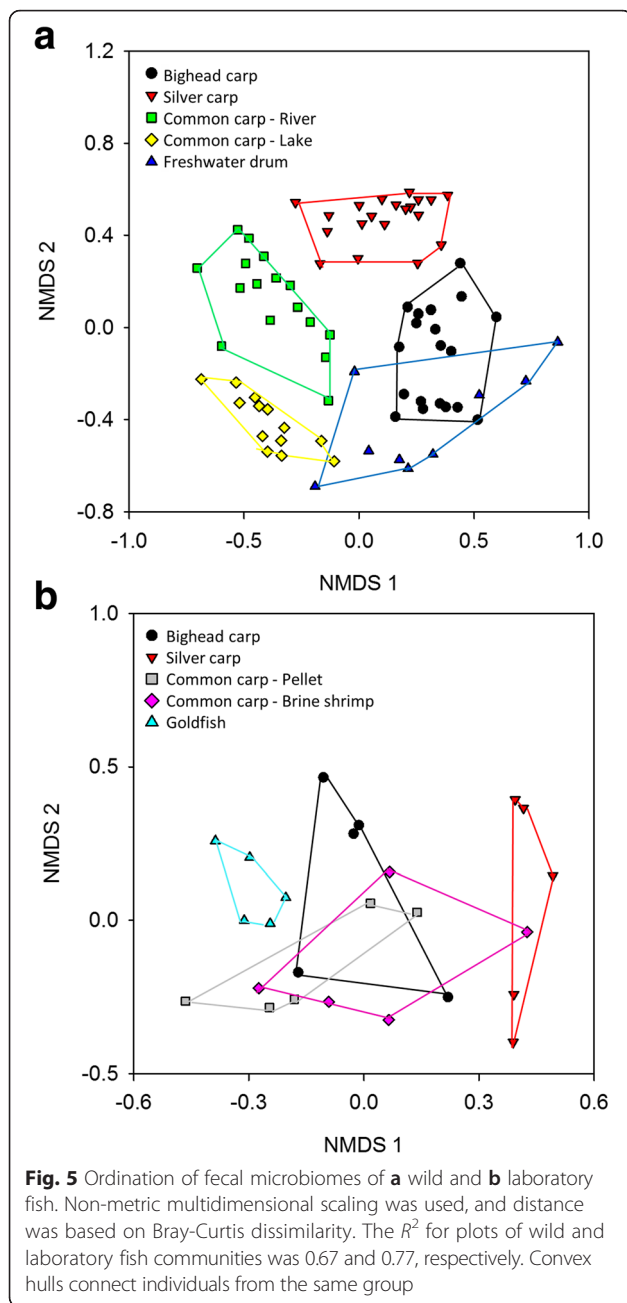 a
1.2
Bighead carp
Silver carp
Common carp - River
Common carp - Lake
Freshwater drum
0.8
0.4
0.0
-0.4
-0.8
NMDS 2
-1.0 -0.5 0.0 0.5 1.0
NMDS 1
b
1.0
Bighead carp
Silver carp
Common carp - Pellet
Common carp - Brine shrimp
Goldfish
0.5
0.0
-0.5
NMDS 2
-0.6 -0.3 0.0 0.3 0.6
NMDS 1
Fig. 5 Ordination of fecal microbiomes of a wild and b laboratory
fish. Non-metric multidimensional scaling was used, and distance
was based on Bray-Curtis dissimilarity. The R² for plots of wild and
laboratory fish communities was 0.67 and 0.77, respectively. Convex
hulls connect individuals from the same group